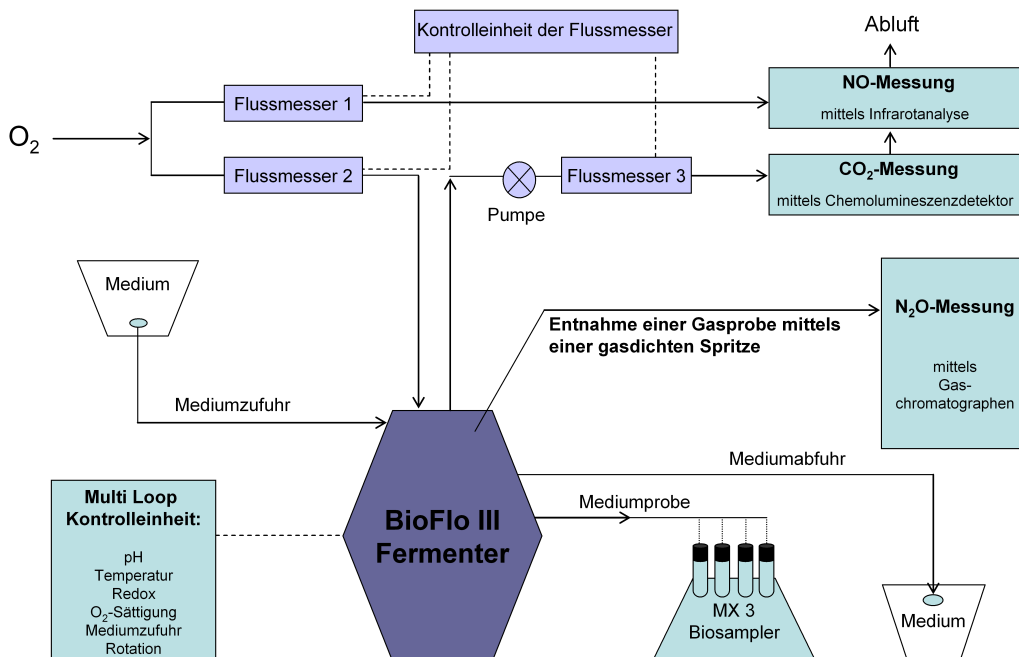 Kontrolleinheit der Flussmesser
Abluft
O₂
Flussmesser 1
NO-Messung
mittels Infrarotanalyse
Flussmesser 2
Pumpe
Flussmesser 3
CO₂-Messung
mittels Chemolumineszenzdetektor
Medium
Mediumzufuhr
Entnahme einer Gasprobe mittels
einer gasdichten Spritze
N₂O-Messung
mittels
Gas-
chromatographen
Multi Loop
Kontrolleinheit:
pH
Temperatur
Redox
O₂-Sättigung
Mediumzufuhr
Rotation
BioFlo III
Fermenter
Mediumabfuhr
Mediumprobe
MX 3
Biosampler
Medium